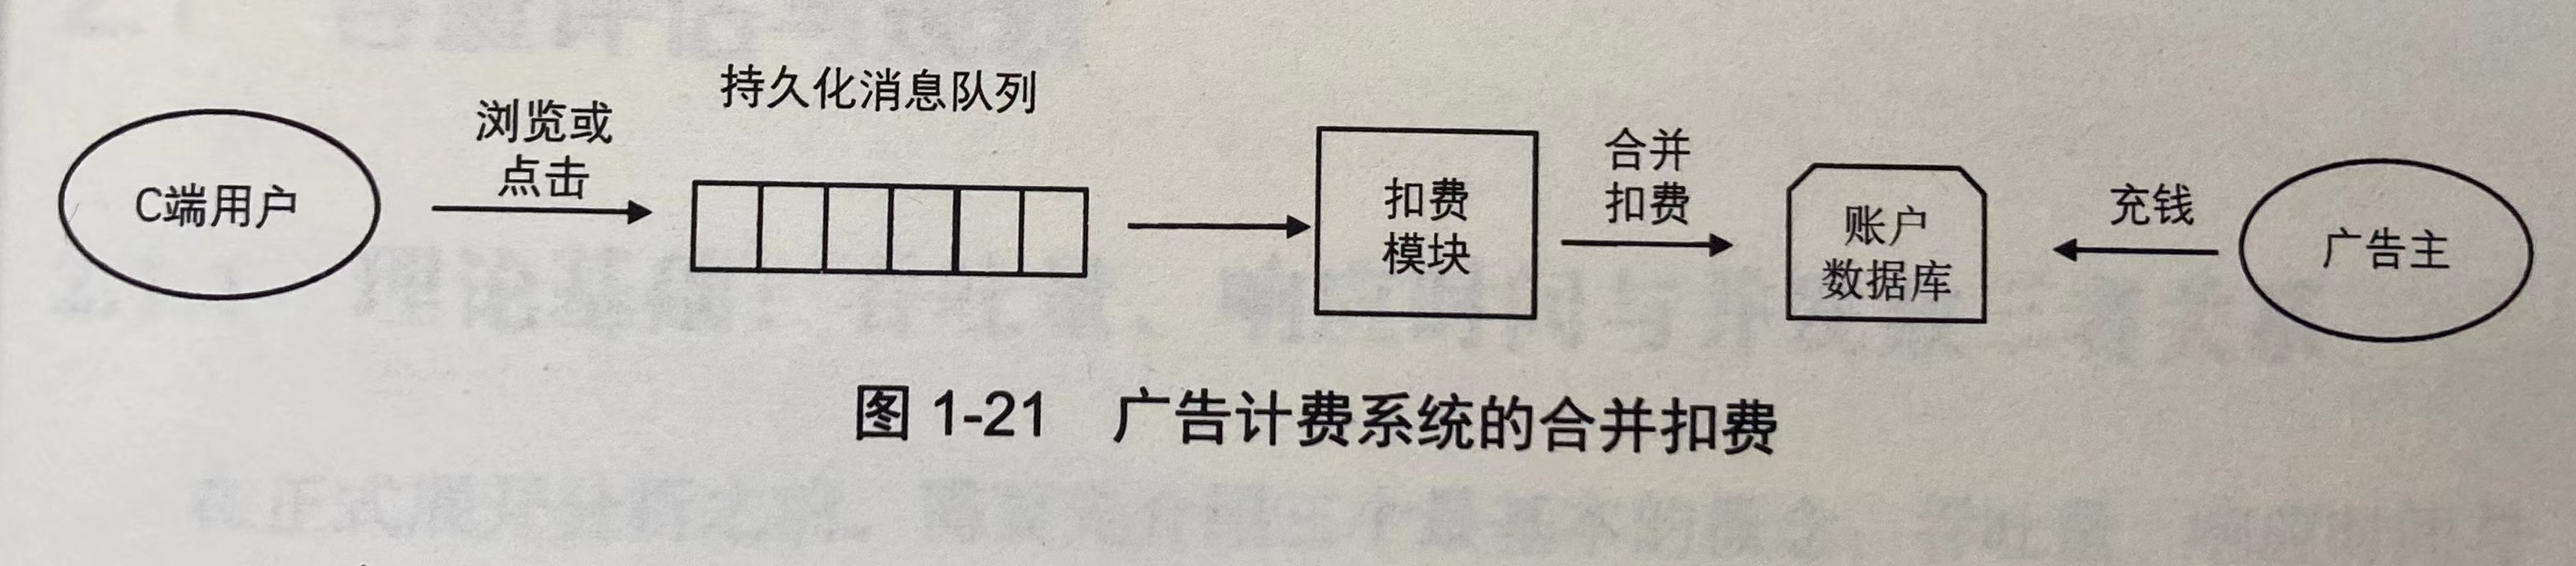 持久化消息队列
浏览或
点击
C端用户
扣费
模块
合并
扣费
账户
数据库
充钱
广告主
图 1-21 广告计费系统的合并扣费